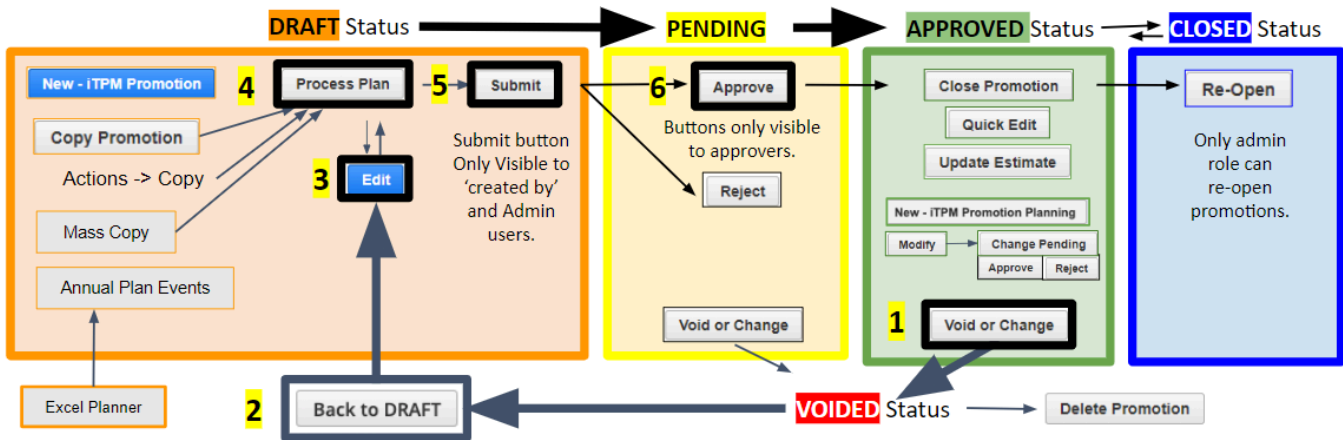 DRAFT Status
PENDING
APPROVED Status
CLOSED Status
New - iTPM Promotion
4
Process Plan
5
Submit
Copy Promotion
Actions -> Copy
3
Edit
Mass Copy
Annual Plan Events
Submit button
Only Visible to
‘created by’
and Admin
users.
6
Approve
Buttons only visible
to approvers.
Reject
Void or Change
Close Promotion
Quick Edit
Update Estimate
New - iTPM Promotion Planning
Modify
Change Pending
Approve
Reject
1
Void or Change
Re-Open
Only admin
role can
re-open
promotions.
Excel Planner
2
Back to DRAFT
VOIDED Status
Delete Promotion